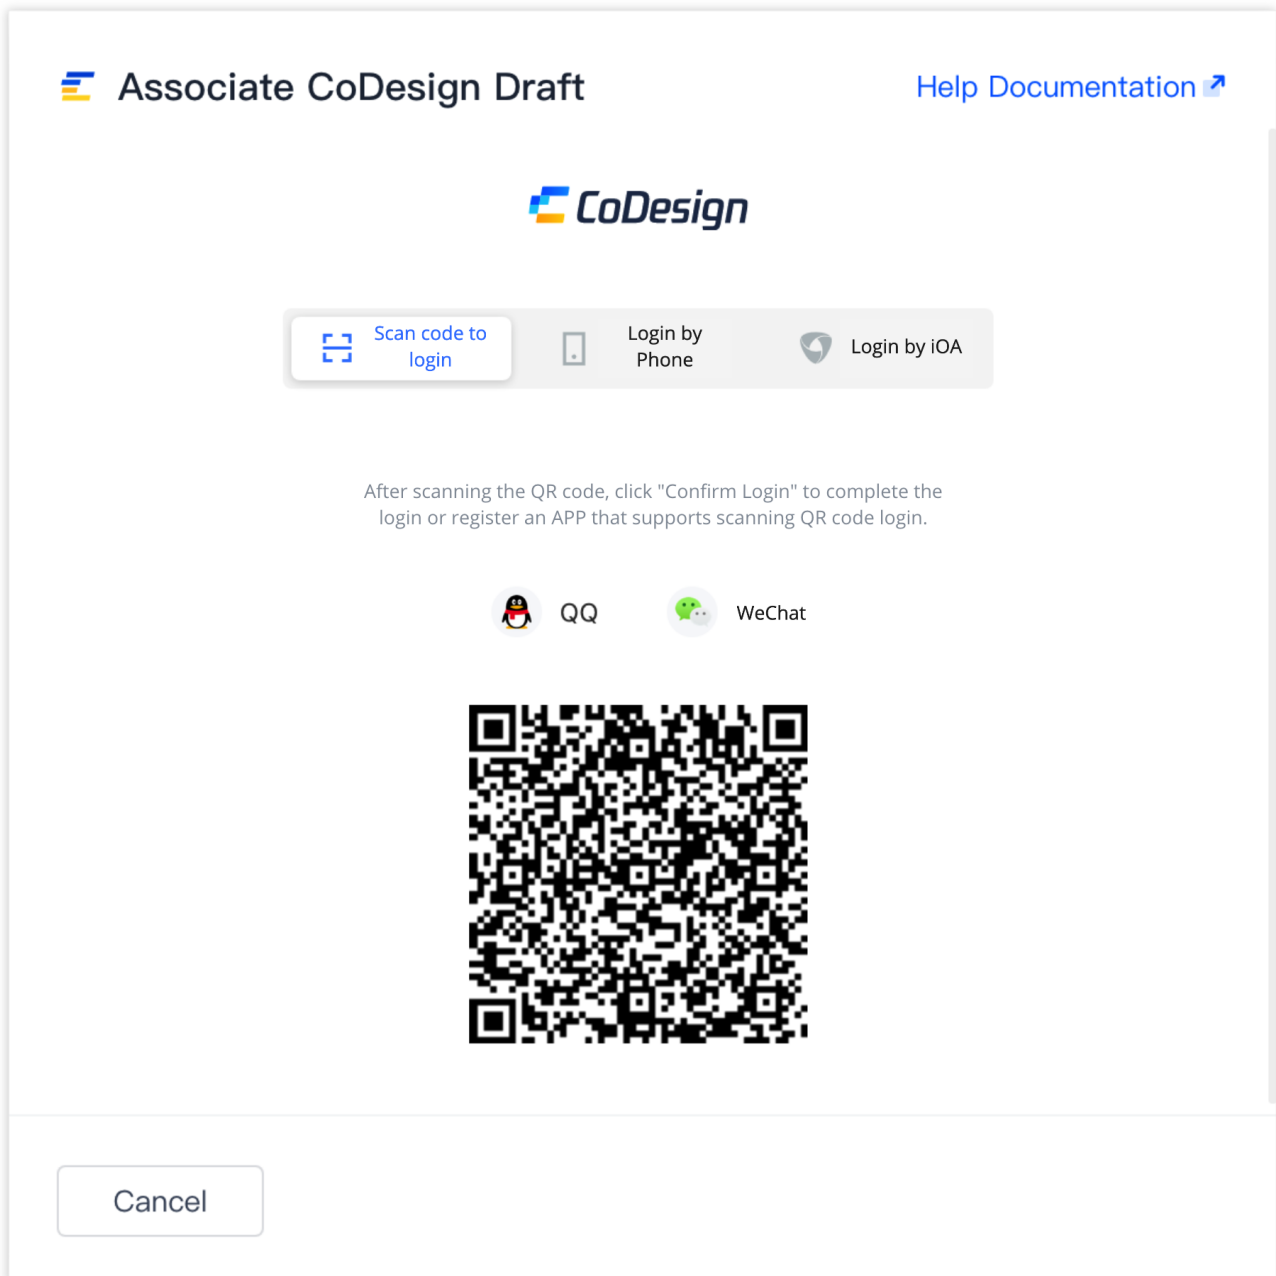 Associate CoDesign Draft
Help Documentation
CoDesign
Scan code to
login
Login by
Phone
Login by iOA
After scanning the QR code, click "Confirm Login" to complete the
login or register an APP that supports scanning QR code login.
QQ
WeChat
Cancel